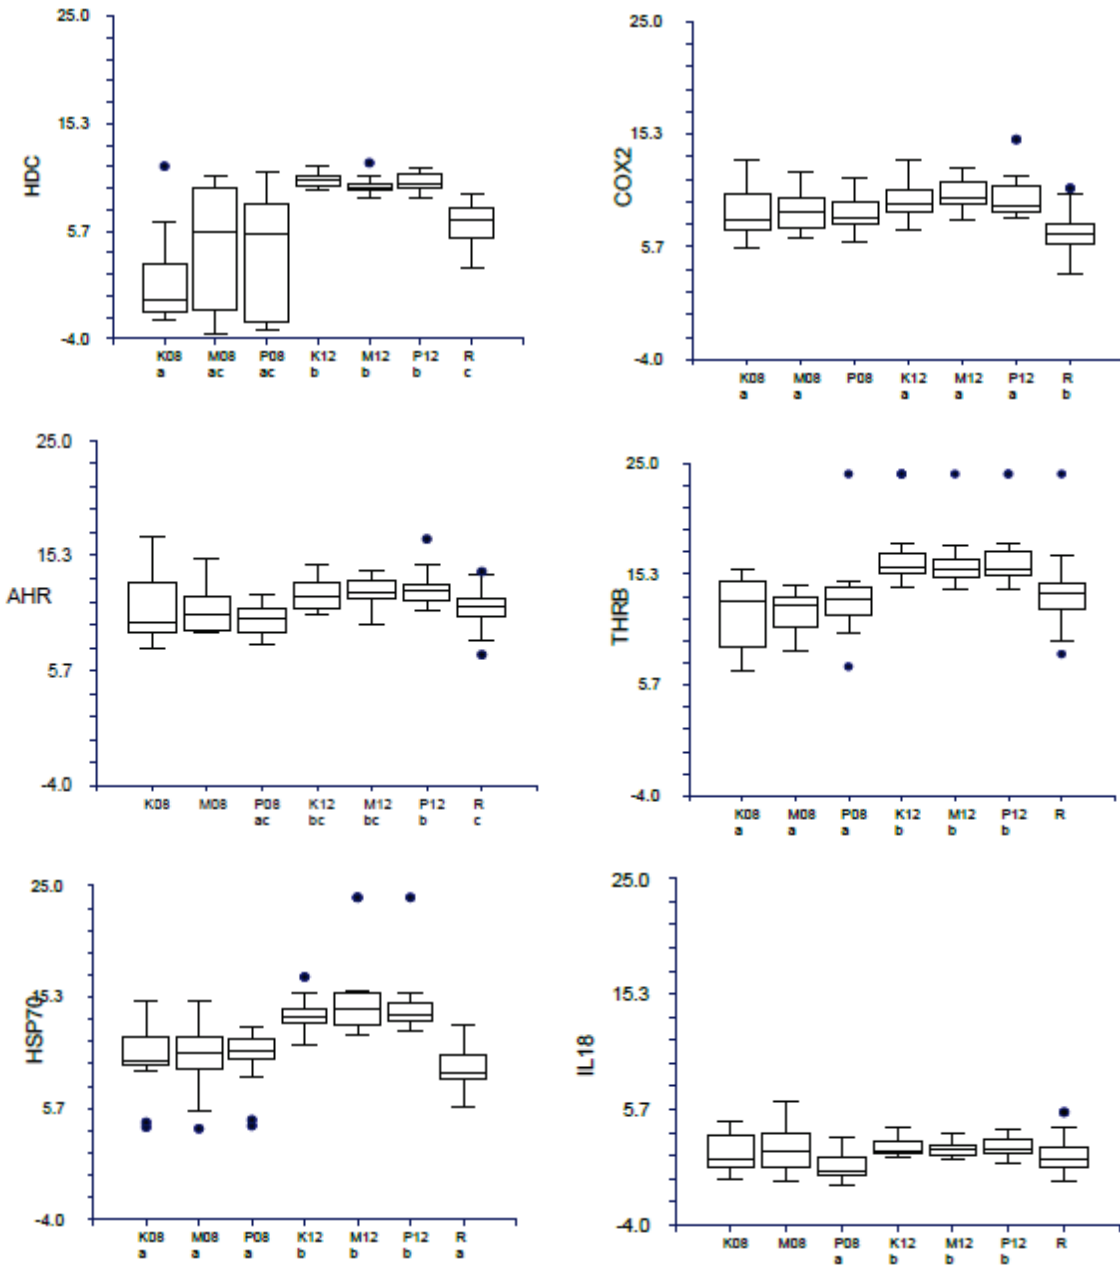 25.0
15.3
HDC
5.7
-4.0
K08 M08 P08 K12 M12 P12 R
a ac ac b b b c
25.0
15.3
COX2
5.7
-4.0
K08 M08 P08 K12 M12 P12 R
a a a a a b
25.0
15.3
AHR
5.7
-4.0
K08 M08 P08 K12 M12 P12 R
ac bc bc b c
25.0
15.3
THRB
5.7
-4.0
K08 M08 P08 K12 M12 P12 R
a a a b b b
25.0
15.3
HSP70
5.7
-4.0
K08 M08 P08 K12 M12 P12 R
a a a b b b a
25.0
15.3
IL18
5.7
-4.0
K08 M08 P08 K12 M12 P12 R
a b b b